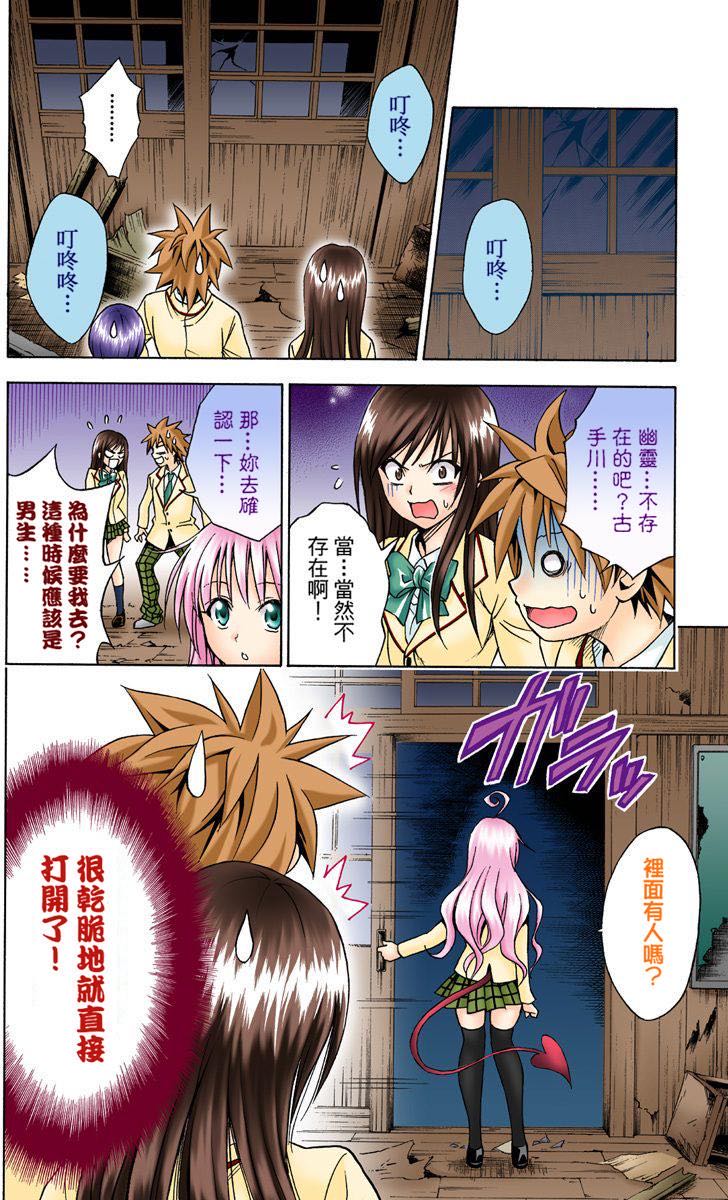 叮咚…
叮咚…
………
叮咚咚…
幽靈…不存
在的吧？古
手川……
當…當然不
存在啊！
那…妳去確
認一下…
為什麼要我去？
這種時候應該是
男生……
ガラッ
裡面有人嗎？
很乾脆地就直接
打開了！